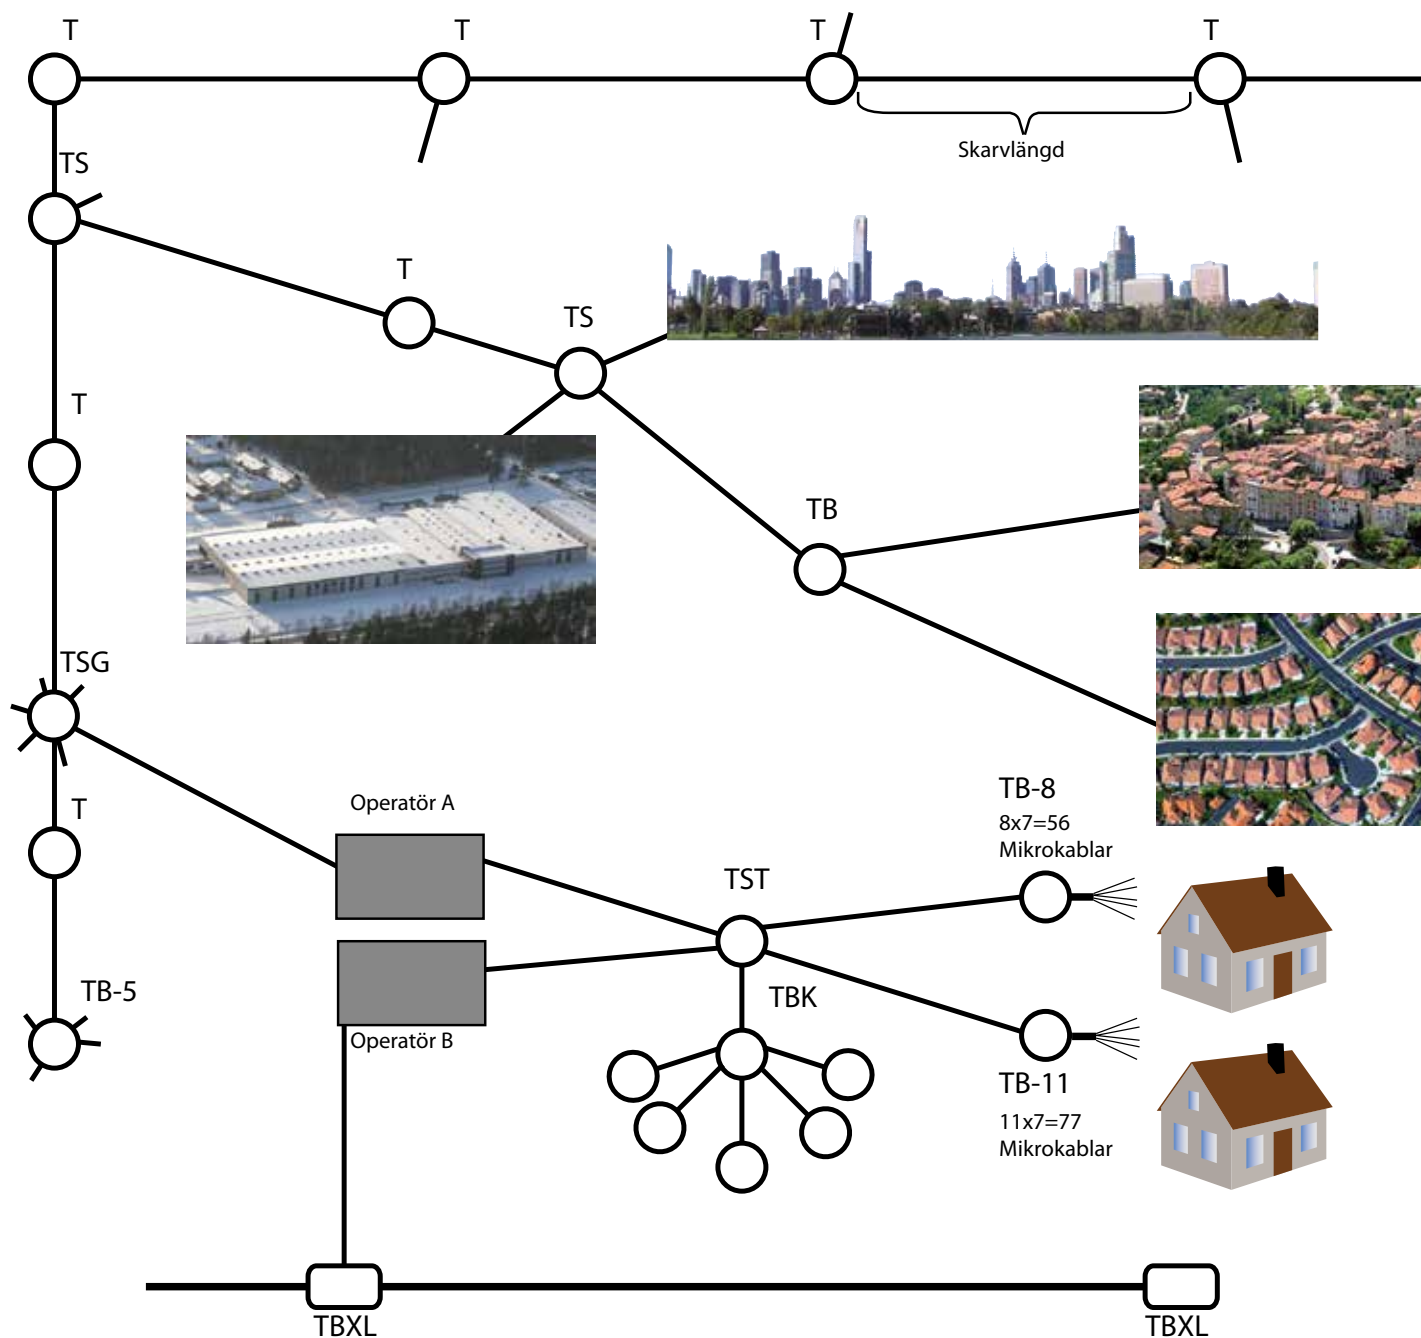 T
T
T
T
Skarvlängd
TS
T
TS
T
TB
TSG
T
Operatör A
TB-8
8x7=56
Mikrokablar
TST
TB-5
TBK
Operatör B
TB-11
11x7=77
Mikrokablar
TBXL
TBXL